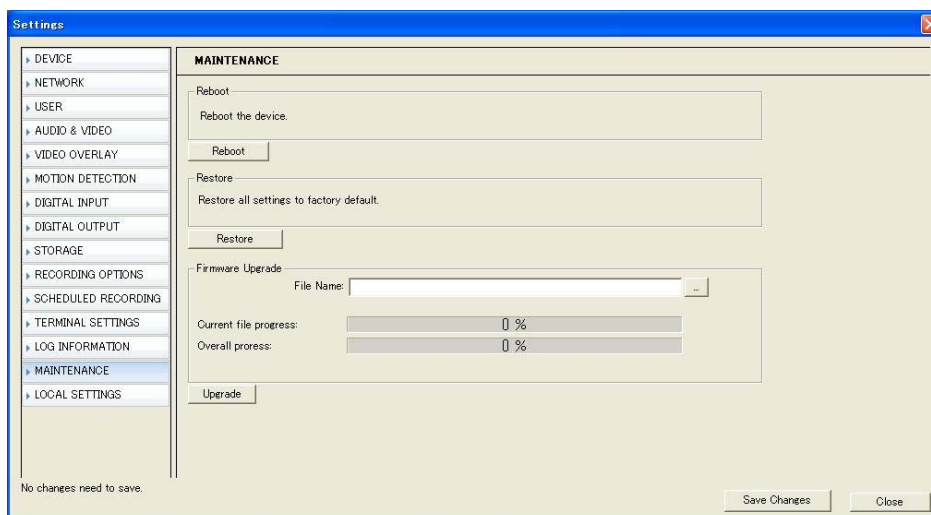 Settings
DEVICE
NETWORK
USER
AUDIO & VIDEO
VIDEO OVERLAY
MOTION DETECTION
DIGITAL INPUT
DIGITAL OUTPUT
STORAGE
RECORDING OPTIONS
SCHEDULED RECORDING
TERMINAL SETTINGS
LOG INFORMATION
MAINTENANCE
LOCAL SETTINGS
No changes need to save.
MAINTENANCE
Reboot
Reboot the device.
Reboot
Restore
Restore all settings to factory default.
Restore
Firmware Upgrade
File Name:
...
Current file progress: 0 %
Overall proress: 0 %
Upgrade
Save Changes
Close